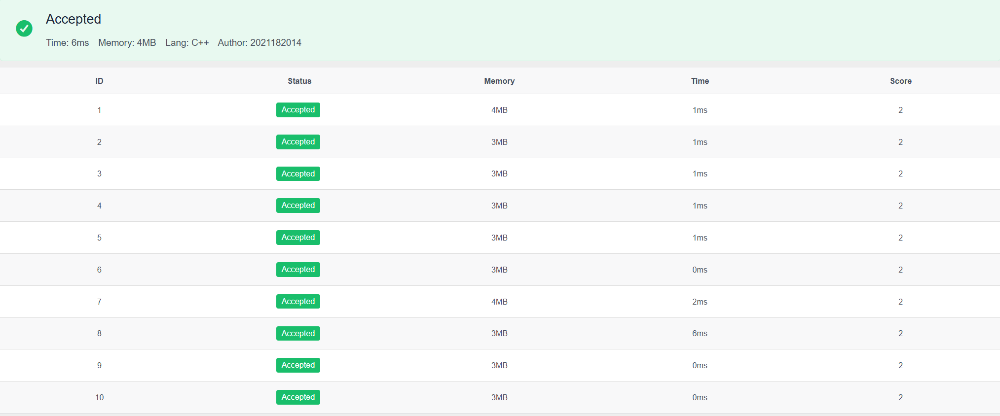 Accepted
Time: 6ms Memory: 4MB Lang: C++ Author: 2021182014
ID Status Memory Time Score
1 Accepted 4MB 1ms 2
2 Accepted 3MB 1ms 2
3 Accepted 3MB 1ms 2
4 Accepted 3MB 1ms 2
5 Accepted 3MB 1ms 2
6 Accepted 3MB 0ms 2
7 Accepted 4MB 2ms 2
8 Accepted 3MB 6ms 2
9 Accepted 3MB 0ms 2
10 Accepted 3MB 0ms 2